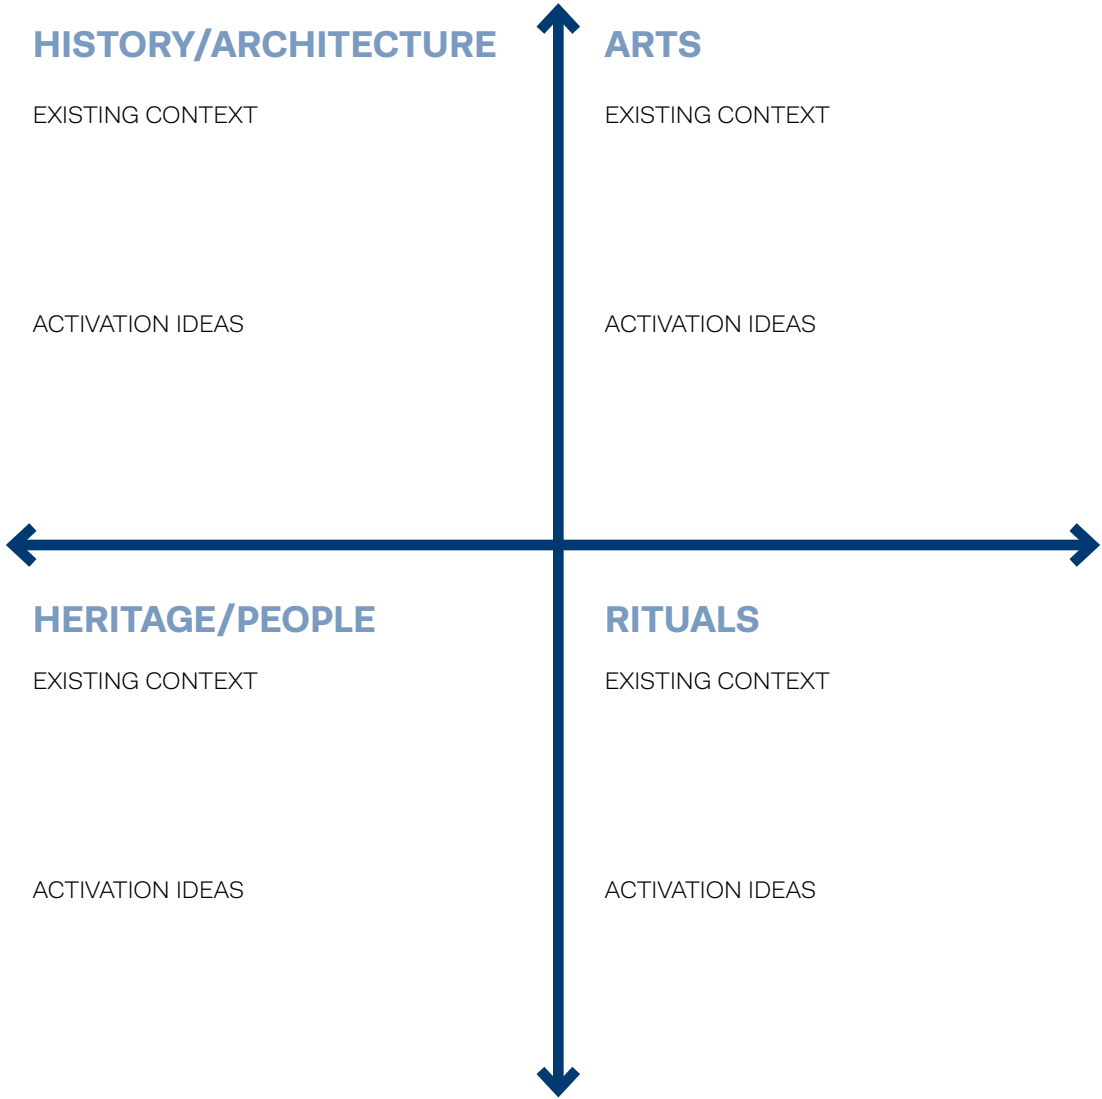 HISTORY/ARCHITECTURE
EXISTING CONTEXT
ACTIVATION IDEAS
ARTS
EXISTING CONTEXT
ACTIVATION IDEAS
HERITAGE/PEOPLE
EXISTING CONTEXT
ACTIVATION IDEAS
RITUALS
EXISTING CONTEXT
ACTIVATION IDEAS